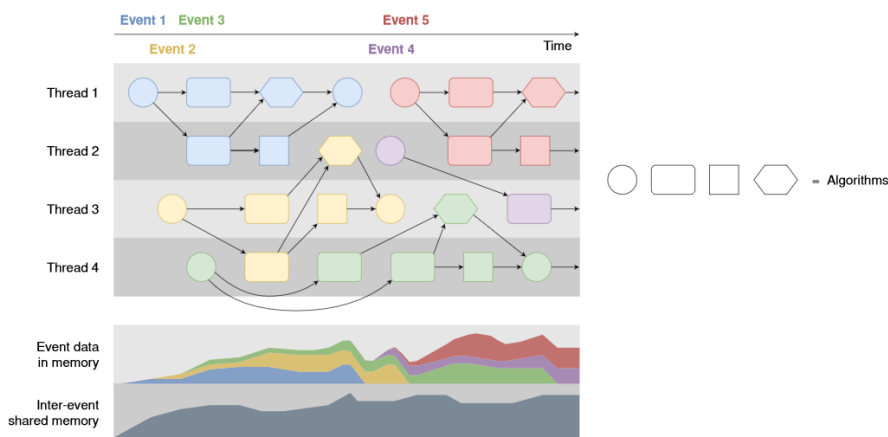 Event 1 Event 3 Event 5
Time
Event 2 Event 4
Thread 1
Thread 2
Thread 3
Thread 4
= Algorithms
Event data
in memory
Inter-event
shared memory